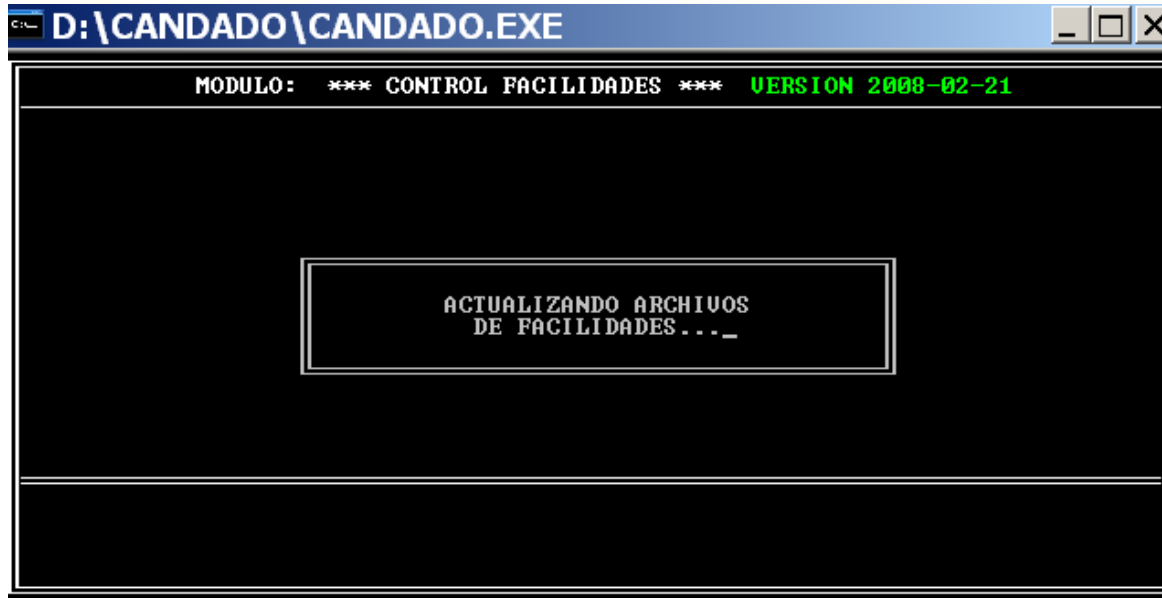 D:\CANDADO\CANDADO.EXE
MODULO: *** CONTROL FACILIDADES *** VERSION 2008-02-21
ACTUALIZANDO ARCHIVOS
DE FACILIDADES..._